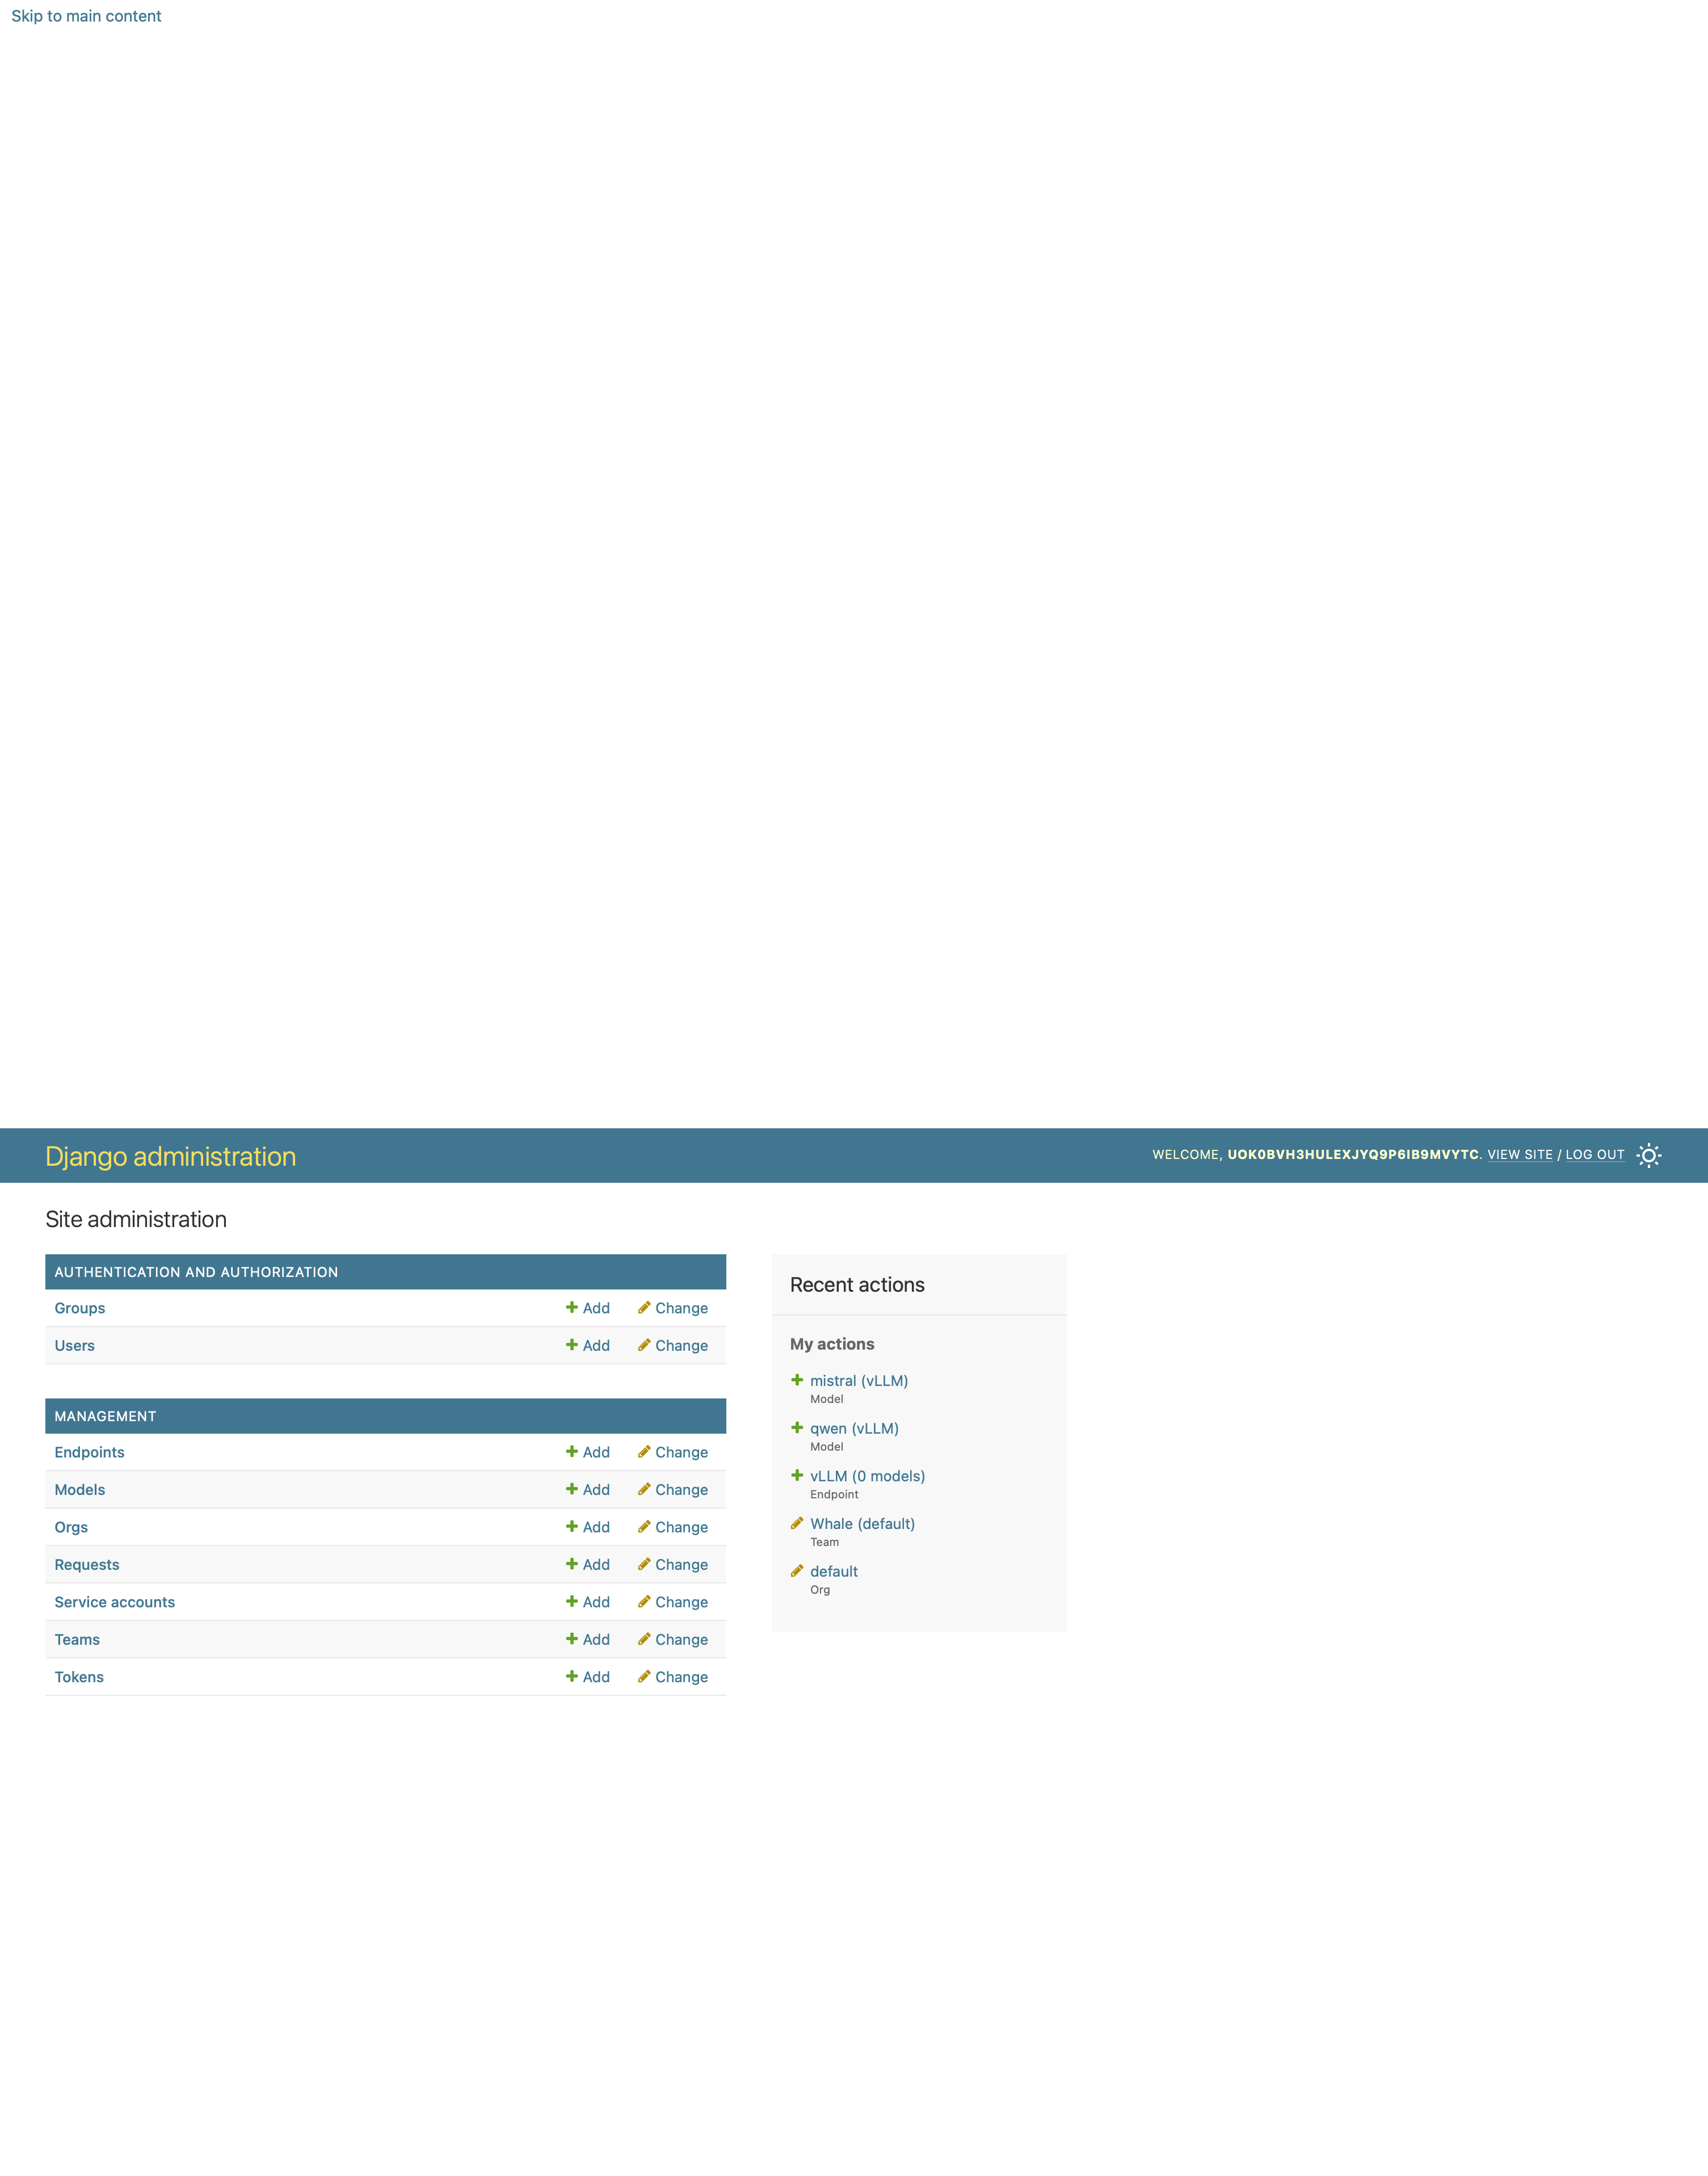 Skip to main content
Django administration
WELCOME, UOK0BVH3HULEXJYQ9P6IB9MVYTC. VIEW SITE / LOG OUT
Site administration
AUTHENTICATION AND AUTHORIZATION
Groups Add Change
Users Add Change
MANAGEMENT
Endpoints Add Change
Models Add Change
Orgs Add Change
Requests Add Change
Service accounts Add Change
Teams Add Change
Tokens Add Change
Recent actions
My actions
mistral (vLLM)
Model
qwen (vLLM)
Model
vLLM (0 models)
Endpoint
Whale (default)
Team
default
Org